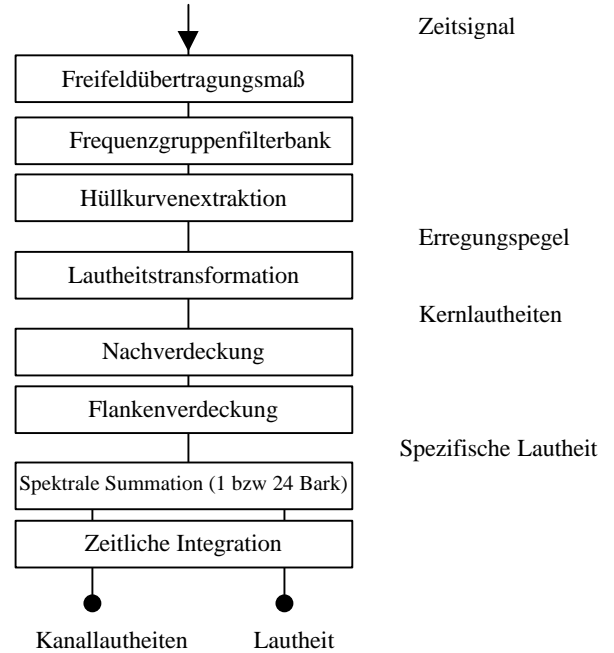 Zeitsignal
Freifeldübertragungsmaß
Frequenzgruppenfilterbank
Hüllkurvenextraktion
Erregungspegel
Lautheitstransformation
Kernlautheiten
Nachverdeckung
Flankenverdeckung
Spezifische Lautheit
Spektrale Summation (1 bzw 24 Bark)
Zeitliche Integration
Kanallautheiten Lautheit